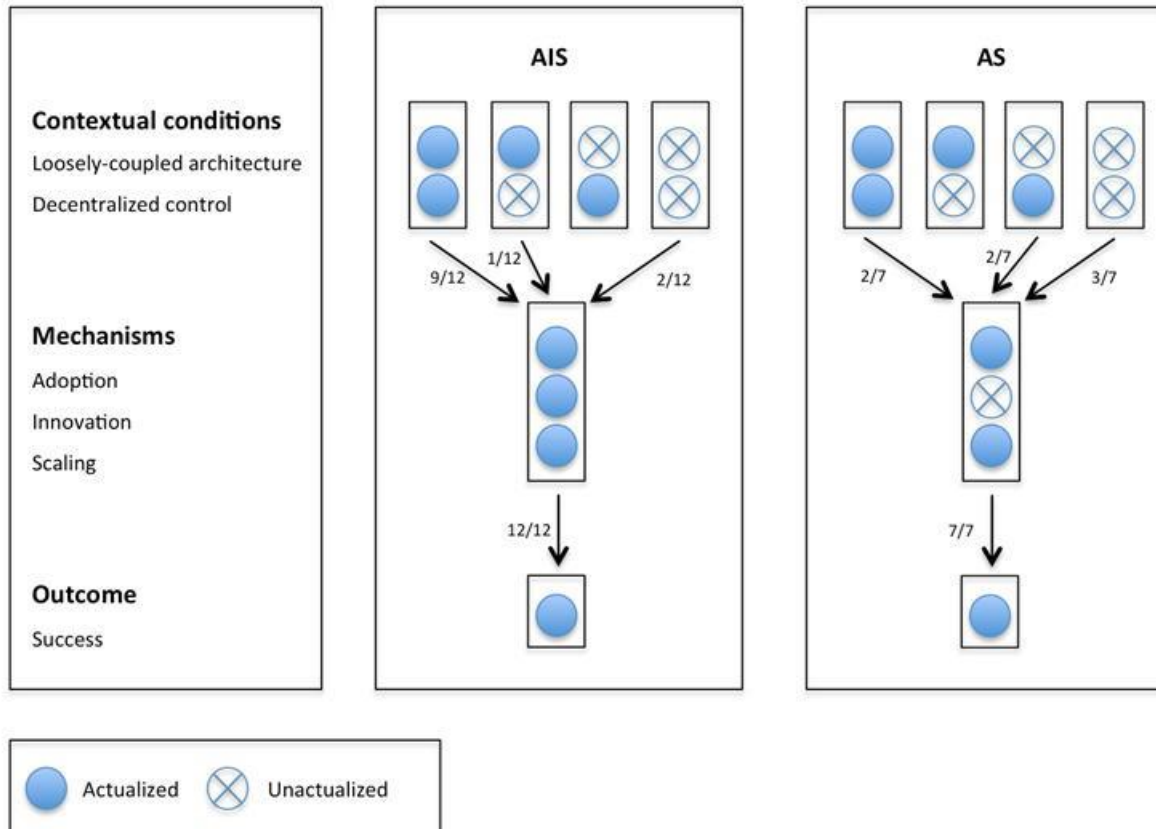 Contextual conditions
Loosely-coupled architecture
Decentralized control
Mechanisms
Adoption
Innovation
Scaling
Outcome
Success
AIS
9/12
1/12
2/12
12/12
AS
2/7
2/7
3/7
7/7
Actualized
Unactualized